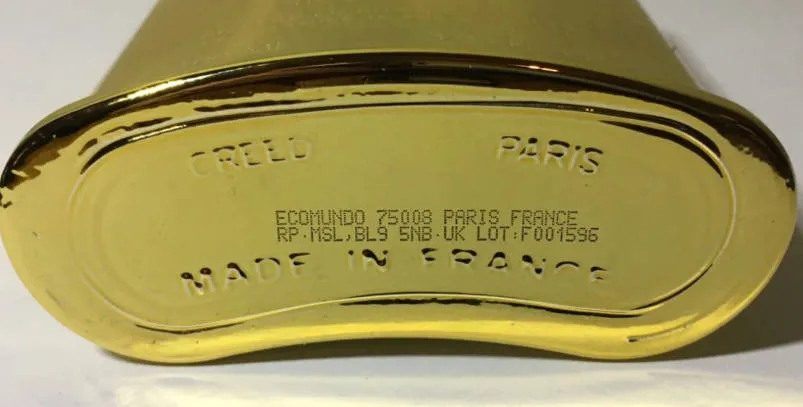 CREED PARIS
ECOMUNDO 75008 PARIS FRANCE
RP.MSL,BL9 5NB.UK LOT:F001596
MADE IN FRANCE